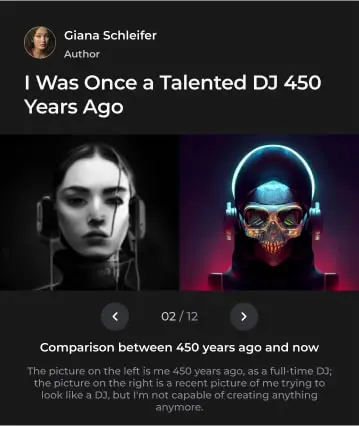 Giana Schleifer
Author
I Was Once a Talented DJ 450
Years Ago
02 / 12
Comparison between 450 years ago and now
The picture on the left is me 450 years ago, as a full-time DJ;
the picture on the right is a recent picture of me trying to
look like a DJ, but I'm not capable of creating anything
anymore.